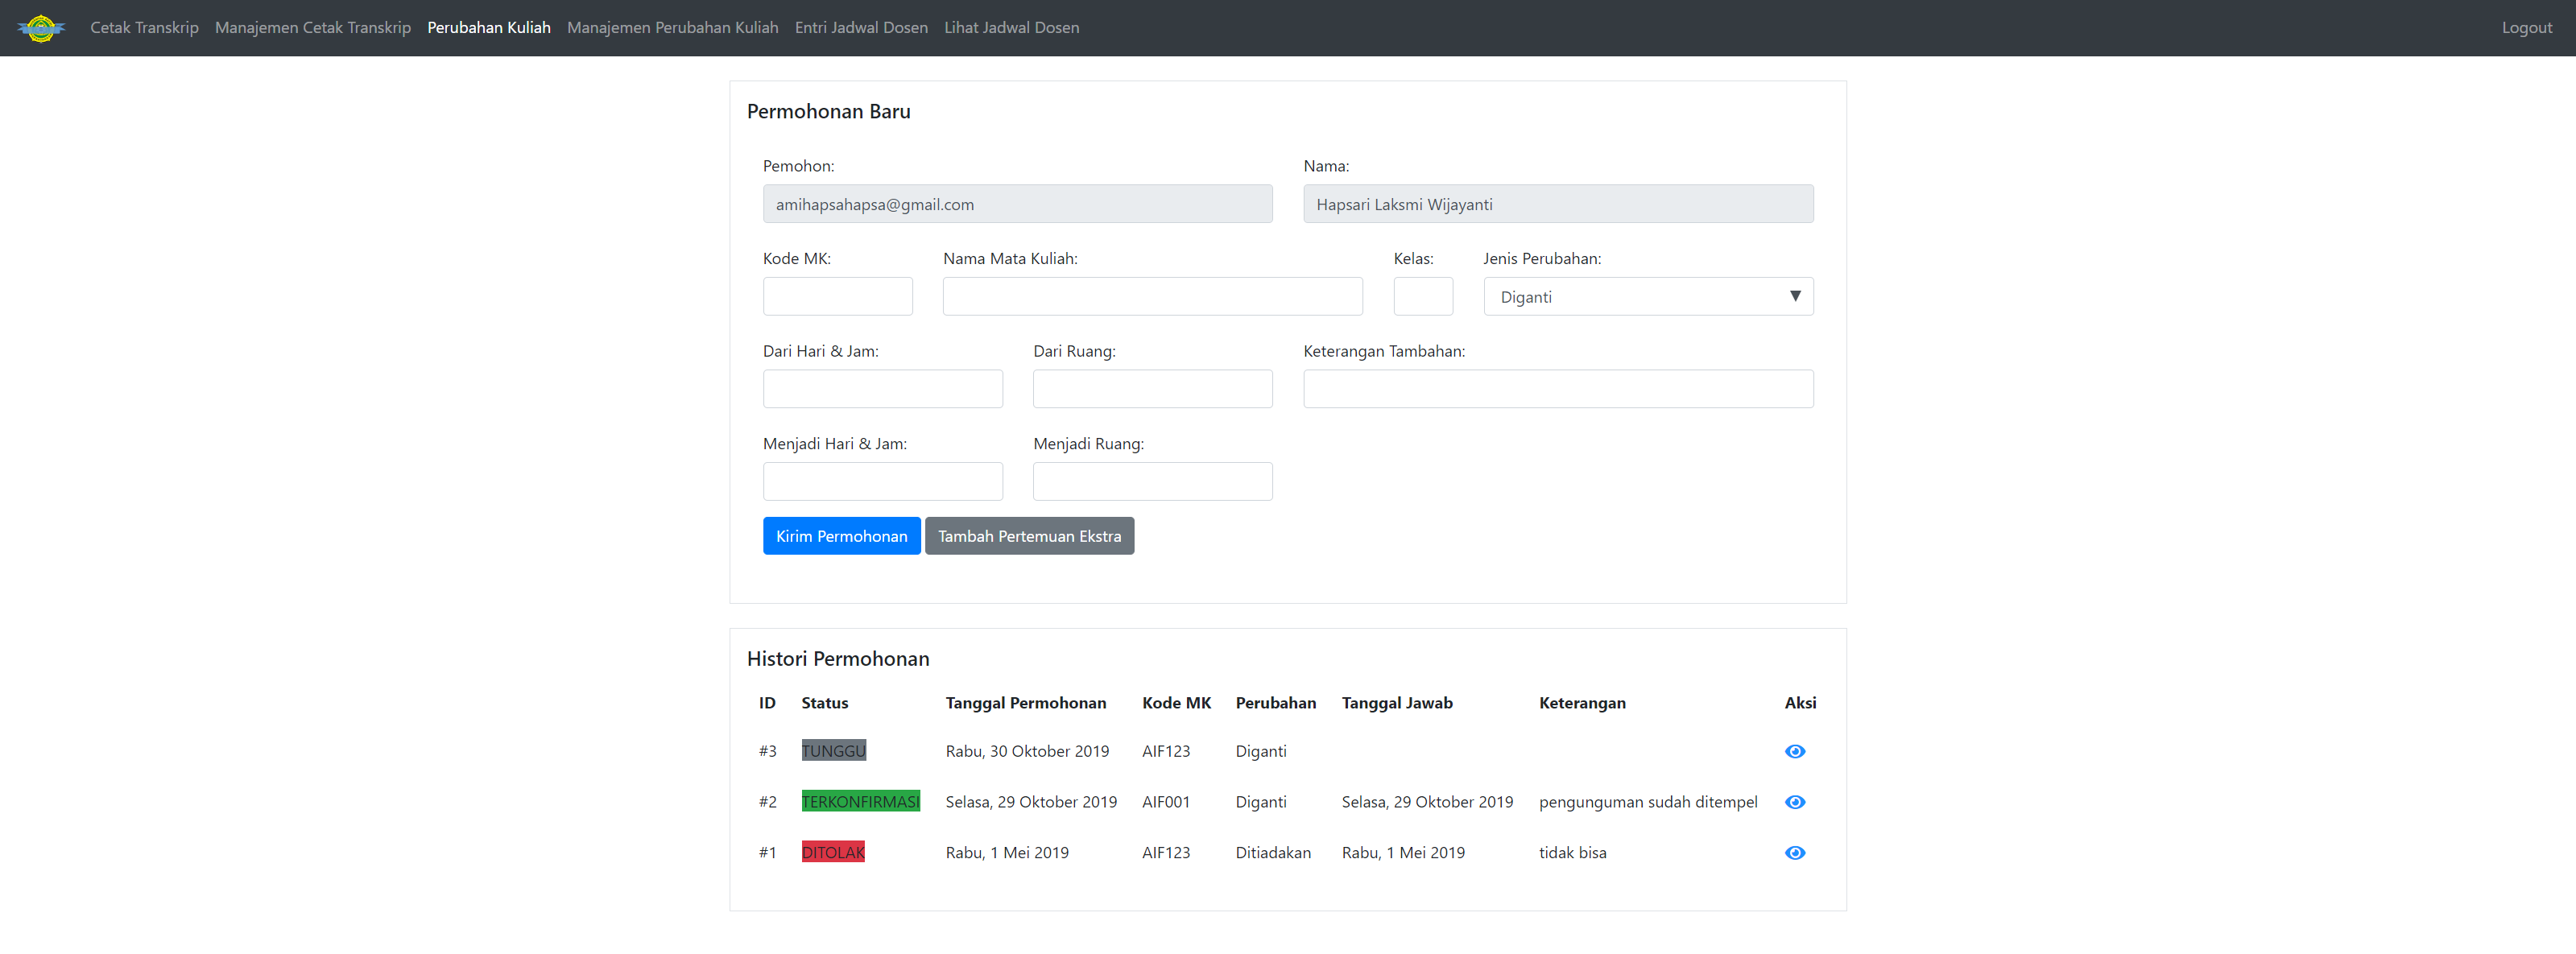 Cetak Transkrip Manajemen Cetak Transkrip Perubahan Kuliah Manajemen Perubahan Kuliah Entri Jadwal Dosen Lihat Jadwal Dosen Logout
Permohonan Baru
Pemohon: Nama:
amihapsahapsa@gmail.com Hapsari Laksmi Wijayanti
Kode MK: Nama Mata Kuliah: Kelas: Jenis Perubahan:
Diganti
Dari Hari & Jam: Dari Ruang: Keterangan Tambahan:
Menjadi Hari & Jam: Menjadi Ruang:
Kirim Permohonan Tambah Pertemuan Ekstra
Histori Permohonan
ID Status Tanggal Permohonan Kode MK Perubahan Tanggal Jawab Keterangan Aksi
#3 TUNGGU Rabu, 30 Oktober 2019 AIF123 Diganti
#2 TERKONFIRMASI Selasa, 29 Oktober 2019 AIF001 Diganti Selasa, 29 Oktober 2019 pengunguman sudah ditempel
#1 DITOLAK Rabu, 1 Mei 2019 AIF123 Ditiadakan Rabu, 1 Mei 2019 tidak bisa